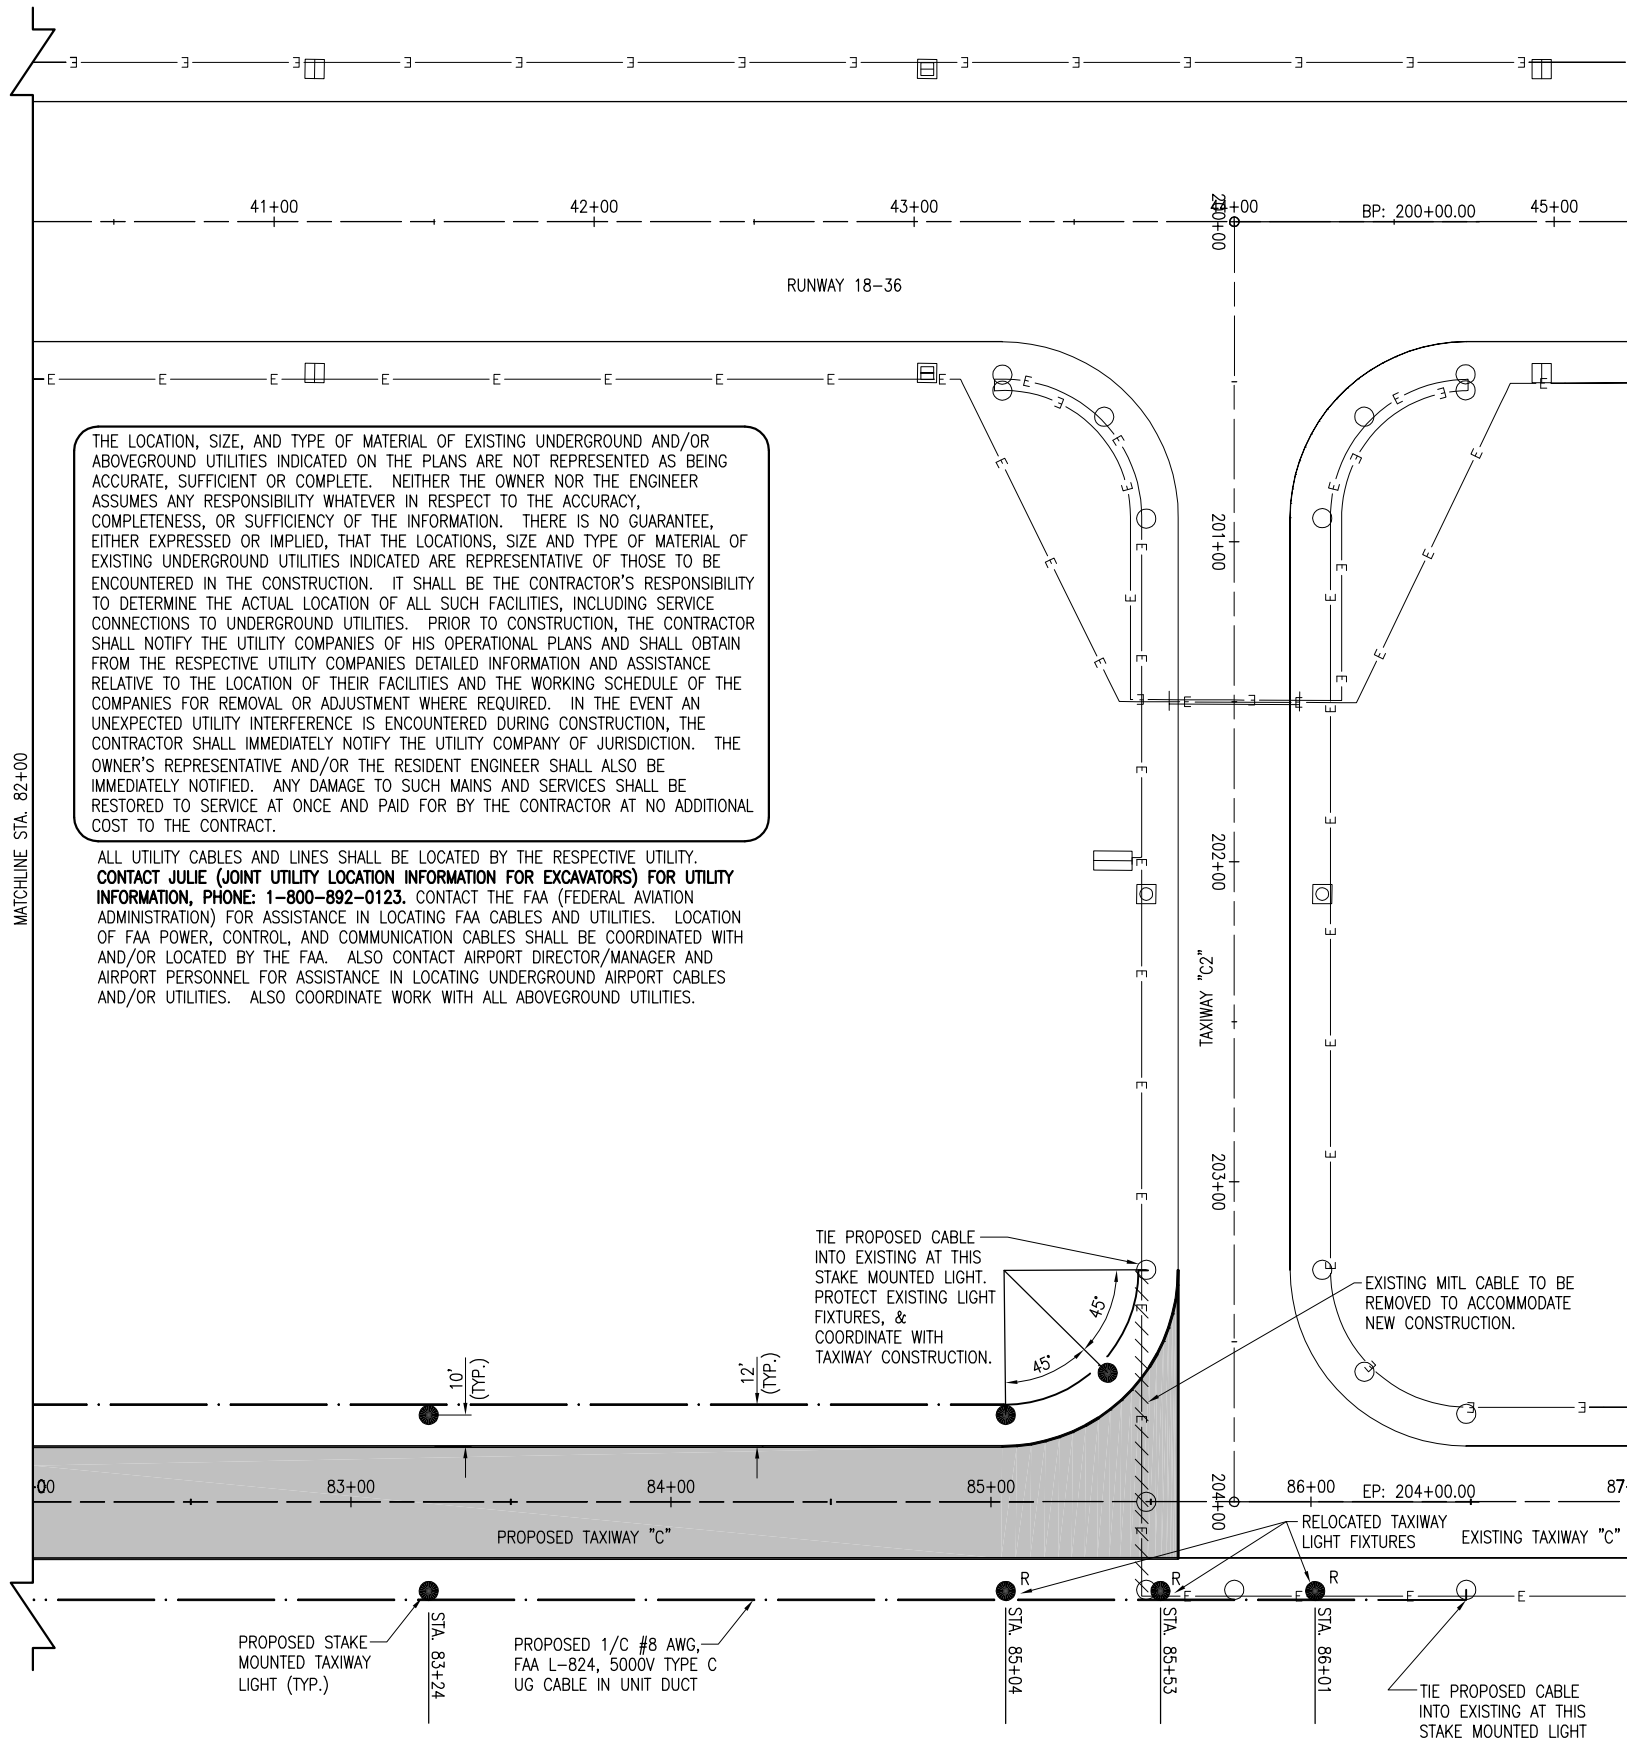 41+00
42+00
43+00
44+00
45+00
200+00
BP: 200+00.00
RUNWAY 18-36
THE LOCATION, SIZE, AND TYPE OF MATERIAL OF EXISTING UNDERGROUND AND/OR
ABOVEGROUND UTILITIES INDICATED ON THE PLANS ARE NOT REPRESENTED AS BEING
ACCURATE, SUFFICIENT OR COMPLETE. NEITHER THE OWNER NOR THE ENGINEER
ASSUMES ANY RESPONSIBILITY WHATEVER IN RESPECT TO THE ACCURACY,
COMPLETENESS, OR SUFFICIENCY OF THE INFORMATION. THERE IS NO GUARANTEE,
EITHER EXPRESSED OR IMPLIED, THAT THE LOCATIONS, SIZE AND TYPE OF MATERIAL OF
EXISTING UNDERGROUND UTILITIES INDICATED ARE REPRESENTATIVE OF THOSE TO BE
ENCOUNTERED IN THE CONSTRUCTION. IT SHALL BE THE CONTRACTOR'S RESPONSIBILITY
TO DETERMINE THE ACTUAL LOCATION OF ALL SUCH FACILITIES, INCLUDING SERVICE
CONNECTIONS TO UNDERGROUND UTILITIES. PRIOR TO CONSTRUCTION, THE CONTRACTOR
SHALL NOTIFY THE UTILITY COMPANIES OF HIS OPERATIONAL PLANS AND SHALL OBTAIN
FROM THE RESPECTIVE UTILITY COMPANIES DETAILED INFORMATION AND ASSISTANCE
RELATIVE TO THE LOCATION OF THEIR FACILITIES AND THE WORKING SCHEDULE OF THE
COMPANIES FOR REMOVAL OR ADJUSTMENT WHERE REQUIRED. IN THE EVENT AN
UNEXPECTED UTILITY INTERFERENCE IS ENCOUNTERED DURING CONSTRUCTION, THE
CONTRACTOR SHALL IMMEDIATELY NOTIFY THE UTILITY COMPANY OF JURISDICTION. THE
OWNER'S REPRESENTATIVE AND/OR THE RESIDENT ENGINEER SHALL ALSO BE
IMMEDIATELY NOTIFIED. ANY DAMAGE TO SUCH MAINS AND SERVICES SHALL BE
RESTORED TO SERVICE AT ONCE AND PAID FOR BY THE CONTRACTOR AT NO ADDITIONAL
COST TO THE CONTRACT.
ALL UTILITY CABLES AND LINES SHALL BE LOCATED BY THE RESPECTIVE UTILITY.
CONTACT JULIE (JOINT UTILITY LOCATION INFORMATION FOR EXCAVATORS) FOR UTILITY
INFORMATION, PHONE: 1-800-892-0123. CONTACT THE FAA (FEDERAL AVIATION
ADMINISTRATION) FOR ASSISTANCE IN LOCATING FAA CABLES AND UTILITIES. LOCATION
OF FAA POWER, CONTROL, AND COMMUNICATION CABLES SHALL BE COORDINATED WITH
AND/OR LOCATED BY THE FAA. ALSO CONTACT AIRPORT DIRECTOR/MANAGER AND
AIRPORT PERSONNEL FOR ASSISTANCE IN LOCATING UNDERGROUND AIRPORT CABLES
AND/OR UTILITIES. ALSO COORDINATE WORK WITH ALL ABOVEGROUND UTILITIES.
MATCHLINE STA. 82+00
201+00
202+00
TAXIWAY "C2"
203+00
204+00
TIE PROPOSED CABLE
INTO EXISTING AT THIS
STAKE MOUNTED LIGHT.
PROTECT EXISTING LIGHT
FIXTURES, &
COORDINATE WITH
TAXIWAY CONSTRUCTION.
45°
45°
EXISTING MITL CABLE TO BE
REMOVED TO ACCOMMODATE
NEW CONSTRUCTION.
10'
(TYP.)
12'
(TYP.)
00
83+00
84+00
85+00
86+00
EP: 204+00.00
87
PROPOSED TAXIWAY "C"
RELOCATED TAXIWAY
LIGHT FIXTURES
EXISTING TAXIWAY "C"
R
R
R
STA. 83+24
STA. 85+04
STA. 85+53
STA. 86+01
PROPOSED STAKE
MOUNTED TAXIWAY
LIGHT (TYP.)
PROPOSED 1/C #8 AWG,
FAA L-824, 5000V TYPE C
UG CABLE IN UNIT DUCT
TIE PROPOSED CABLE
INTO EXISTING AT THIS
STAKE MOUNTED LIGHT